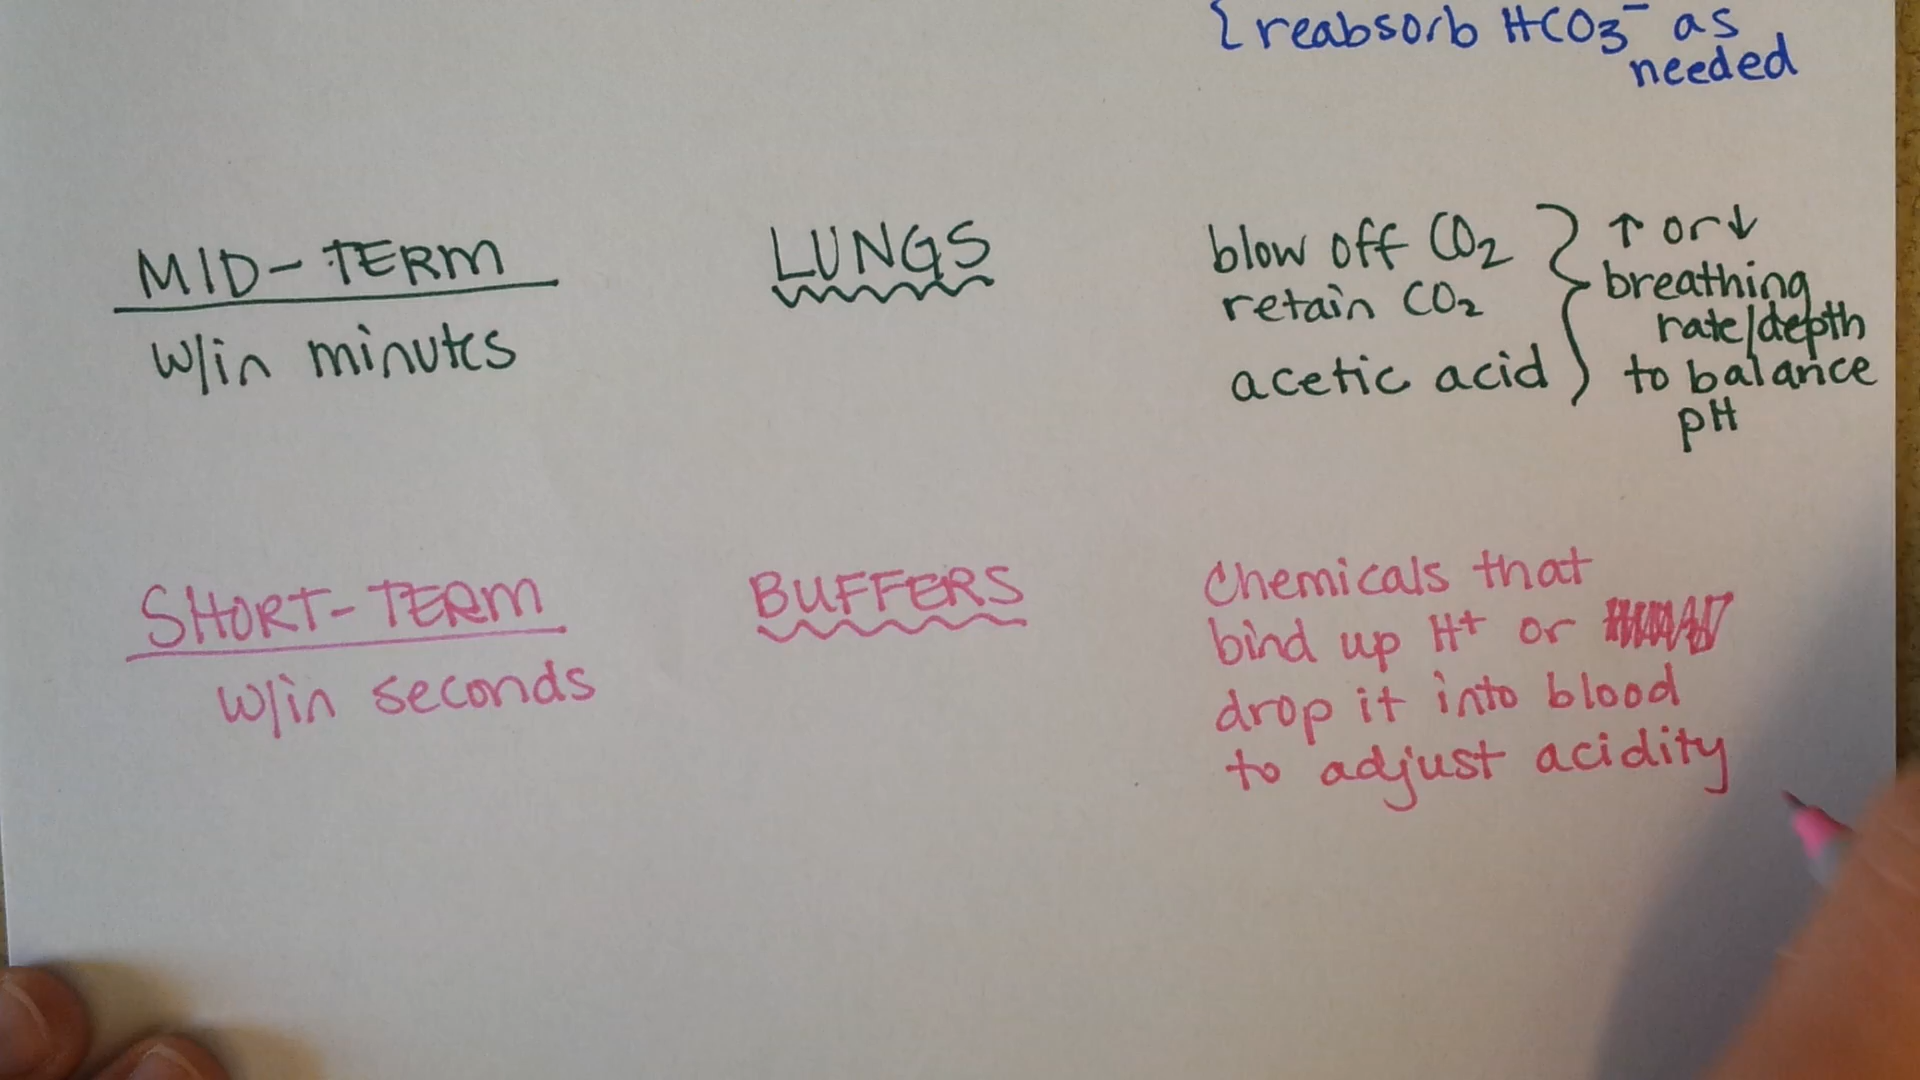 { reabsorb HCO3⁻ as
needed
MID-TERM
w/in minutes
LUNGS
blow off CO2
retain CO2
acetic acid
} ↑ or ↓
breathing
rate/depth
to balance
pH
SHORT-TERM
w/in seconds
BUFFERS
Chemicals that
bind up H⁺ or
drop it into blood
to adjust acidity